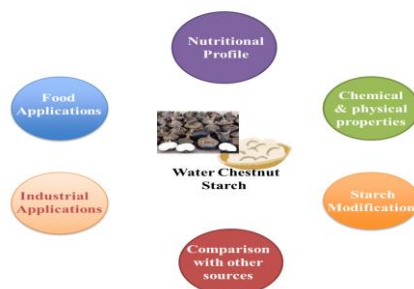 Nutritional
Profile
Food
Applications
Chemical
& physical
properties
Water Chestnut
Starch
Industrial
Applications
Starch
Modification
Comparison
with other
sources